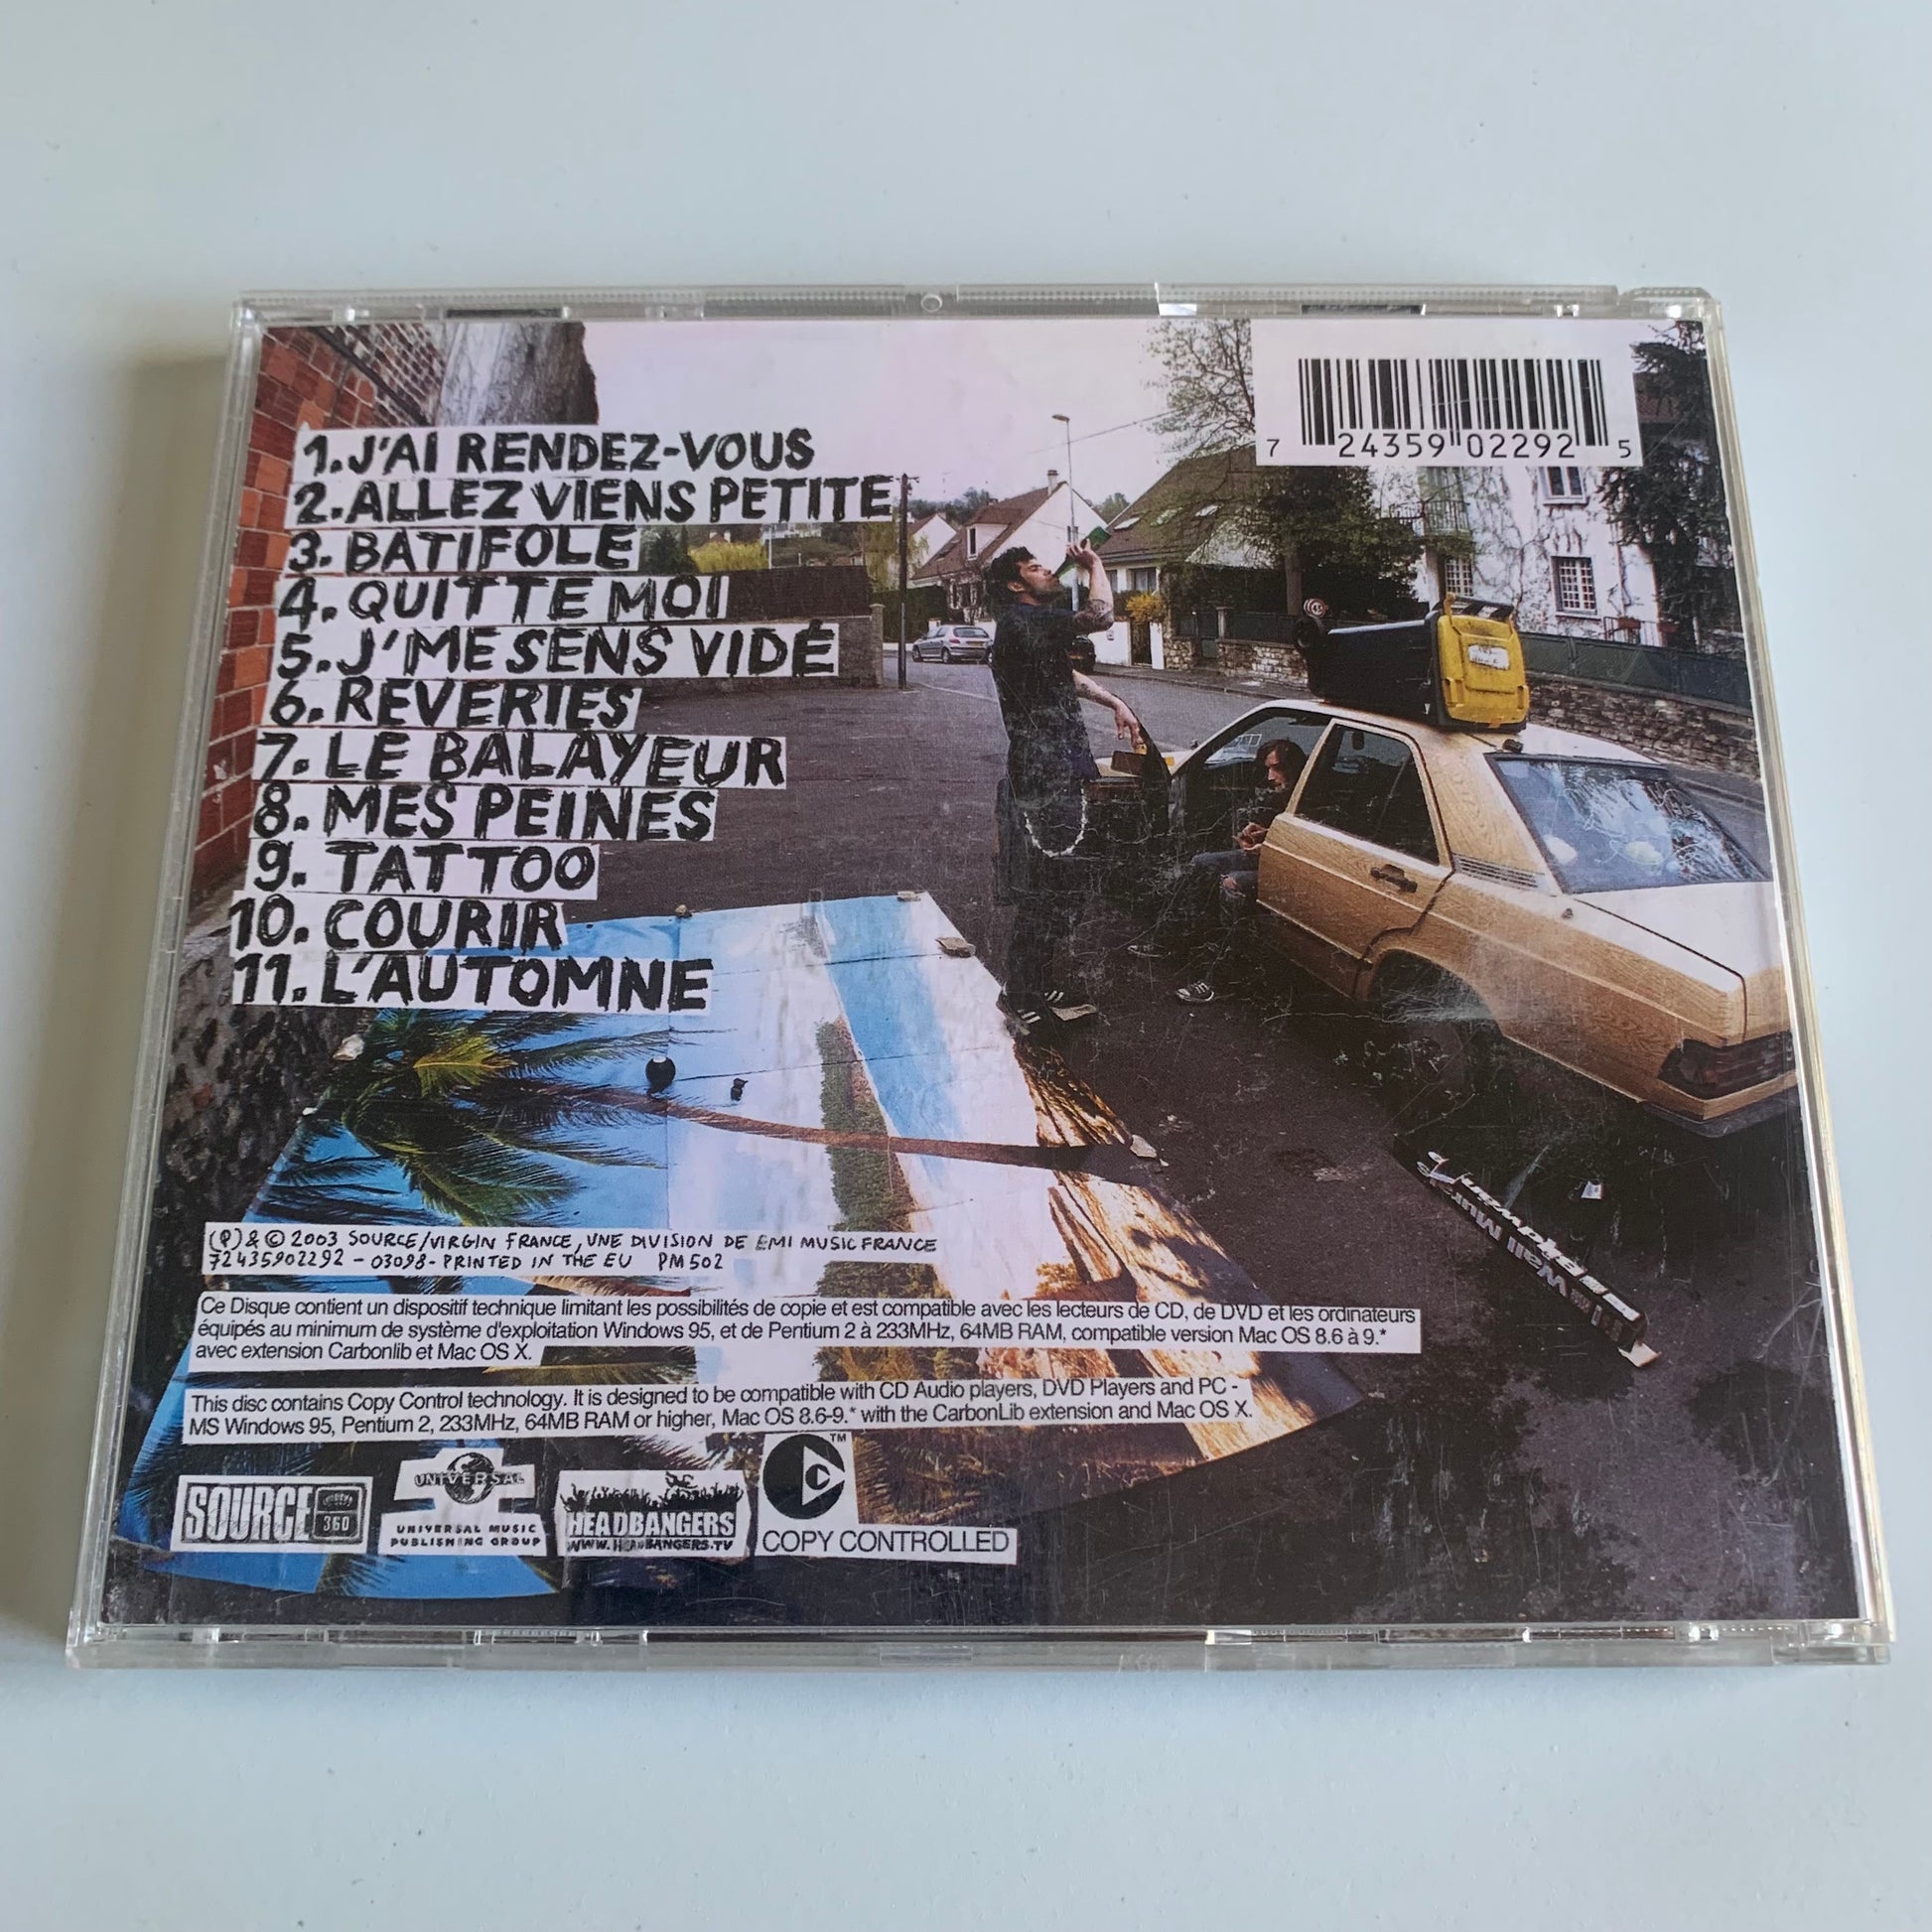 1. J'AI RENDEZ-VOUS
2. ALLEZ VIENS PETITE
3. BATIFOLE
4. QUITTE MOI
5. J'ME SENS VIDÉ
6. REVERIES
7. LE BALAYEUR
8. MES PEINES
9. TATTOO
10. COURIR
11. L'AUTOMNE
7 24359 02292 5
(P) & © 2003 SOURCE/VIRGIN FRANCE, UNE DIVISION DE EMI MUSIC FRANCE
72435902292 - 03098 - PRINTED IN THE EU PM 502
Ce Disque contient un dispositif technique limitant les possibilités de copie et est compatible avec les lecteurs de CD, de DVD et les ordinateurs
équipés au minimum de système d'exploitation Windows 95, et de Pentium 2 à 233MHz, 64MB RAM, compatible version Mac OS 8.6 à 9.*
avec extension Carbonlib et Mac OS X.
This disc contains Copy Control technology. It is designed to be compatible with CD Audio players, DVD Players and PC -
MS Windows 95, Pentium 2, 233MHz, 64MB RAM or higher, Mac OS 8.6-9.* with the CarbonLib extension and Mac OS X.
SOURCE
360
UNIVERSAL
UNIVERSAL MUSIC
PUBLISHING GROUP
HEADBANGERS
WWW.HEADBANGERS.TV
TM
COPY CONTROLLED
Wall